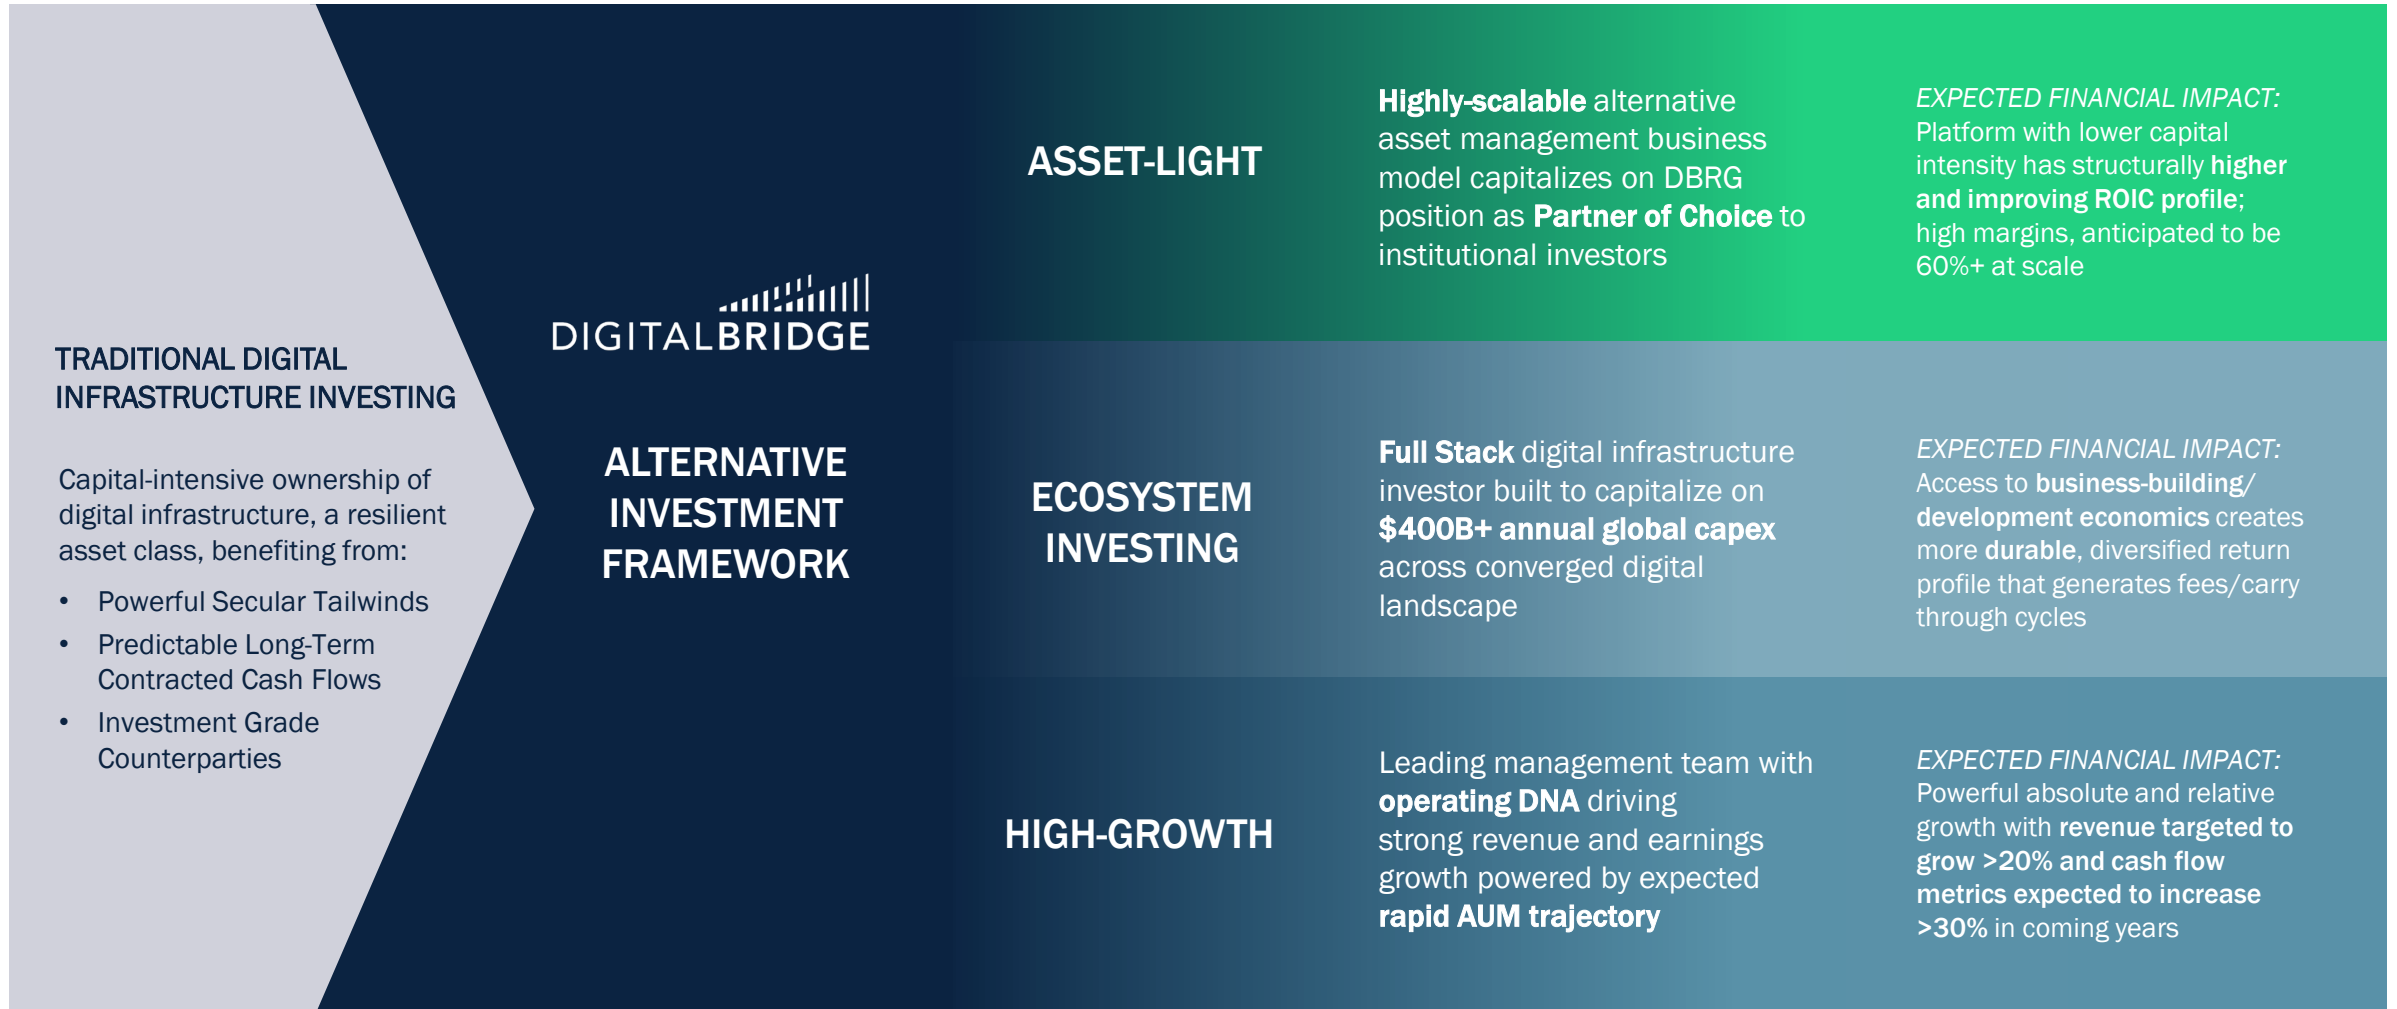 TRADITIONAL DIGITAL
INFRASTRUCTURE INVESTING
Capital-intensive ownership of
digital infrastructure, a resilient
asset class, benefiting from:
• Powerful Secular Tailwinds
• Predictable Long-Term
Contracted Cash Flows
• Investment Grade
Counterparties
DIGITALBRIDGE
ALTERNATIVE
INVESTMENT
FRAMEWORK
ASSET-LIGHT
Highly-scalable alternative
asset management business
model capitalizes on DBRG
position as Partner of Choice to
institutional investors
EXPECTED FINANCIAL IMPACT:
Platform with lower capital
intensity has structurally higher
and improving ROIC profile;
high margins, anticipated to be
60%+ at scale
ECOSYSTEM
INVESTING
Full Stack digital infrastructure
investor built to capitalize on
$400B+ annual global capex
across converged digital
landscape
EXPECTED FINANCIAL IMPACT:
Access to business-building/
development economics creates
more durable, diversified return
profile that generates fees/carry
through cycles
HIGH-GROWTH
Leading management team with
operating DNA driving
strong revenue and earnings
growth powered by expected
rapid AUM trajectory
EXPECTED FINANCIAL IMPACT:
Powerful absolute and relative
growth with revenue targeted to
grow >20% and cash flow
metrics expected to increase
>30% in coming years